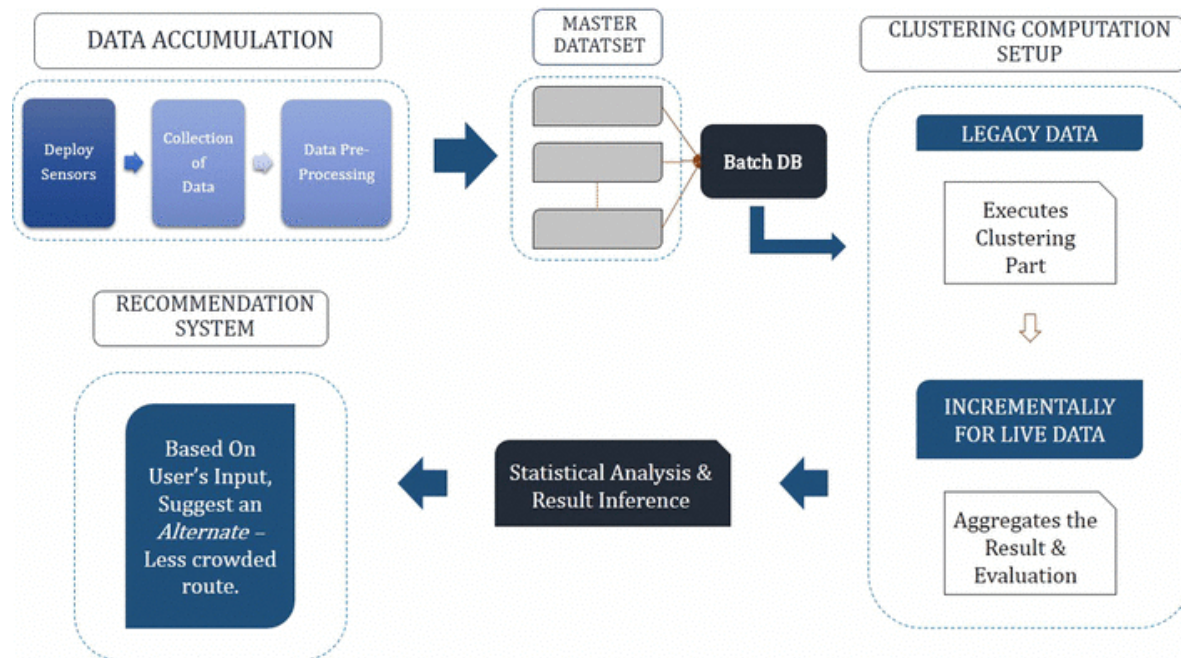 DATA ACCUMULATION
Deploy
Sensors
Collection
of
Data
Data Pre-
Processing
MASTER
DATATSET
Batch DB
CLUSTERING COMPUTATION
SETUP
LEGACY DATA
Executes
Clustering
Part
INCREMENTALLY
FOR LIVE DATA
Aggregates the
Result &
Evaluation
Statistical Analysis &
Result Inference
RECOMMENDATION
SYSTEM
Based On
User's Input,
Suggest an
Alternate –
Less crowded
route.